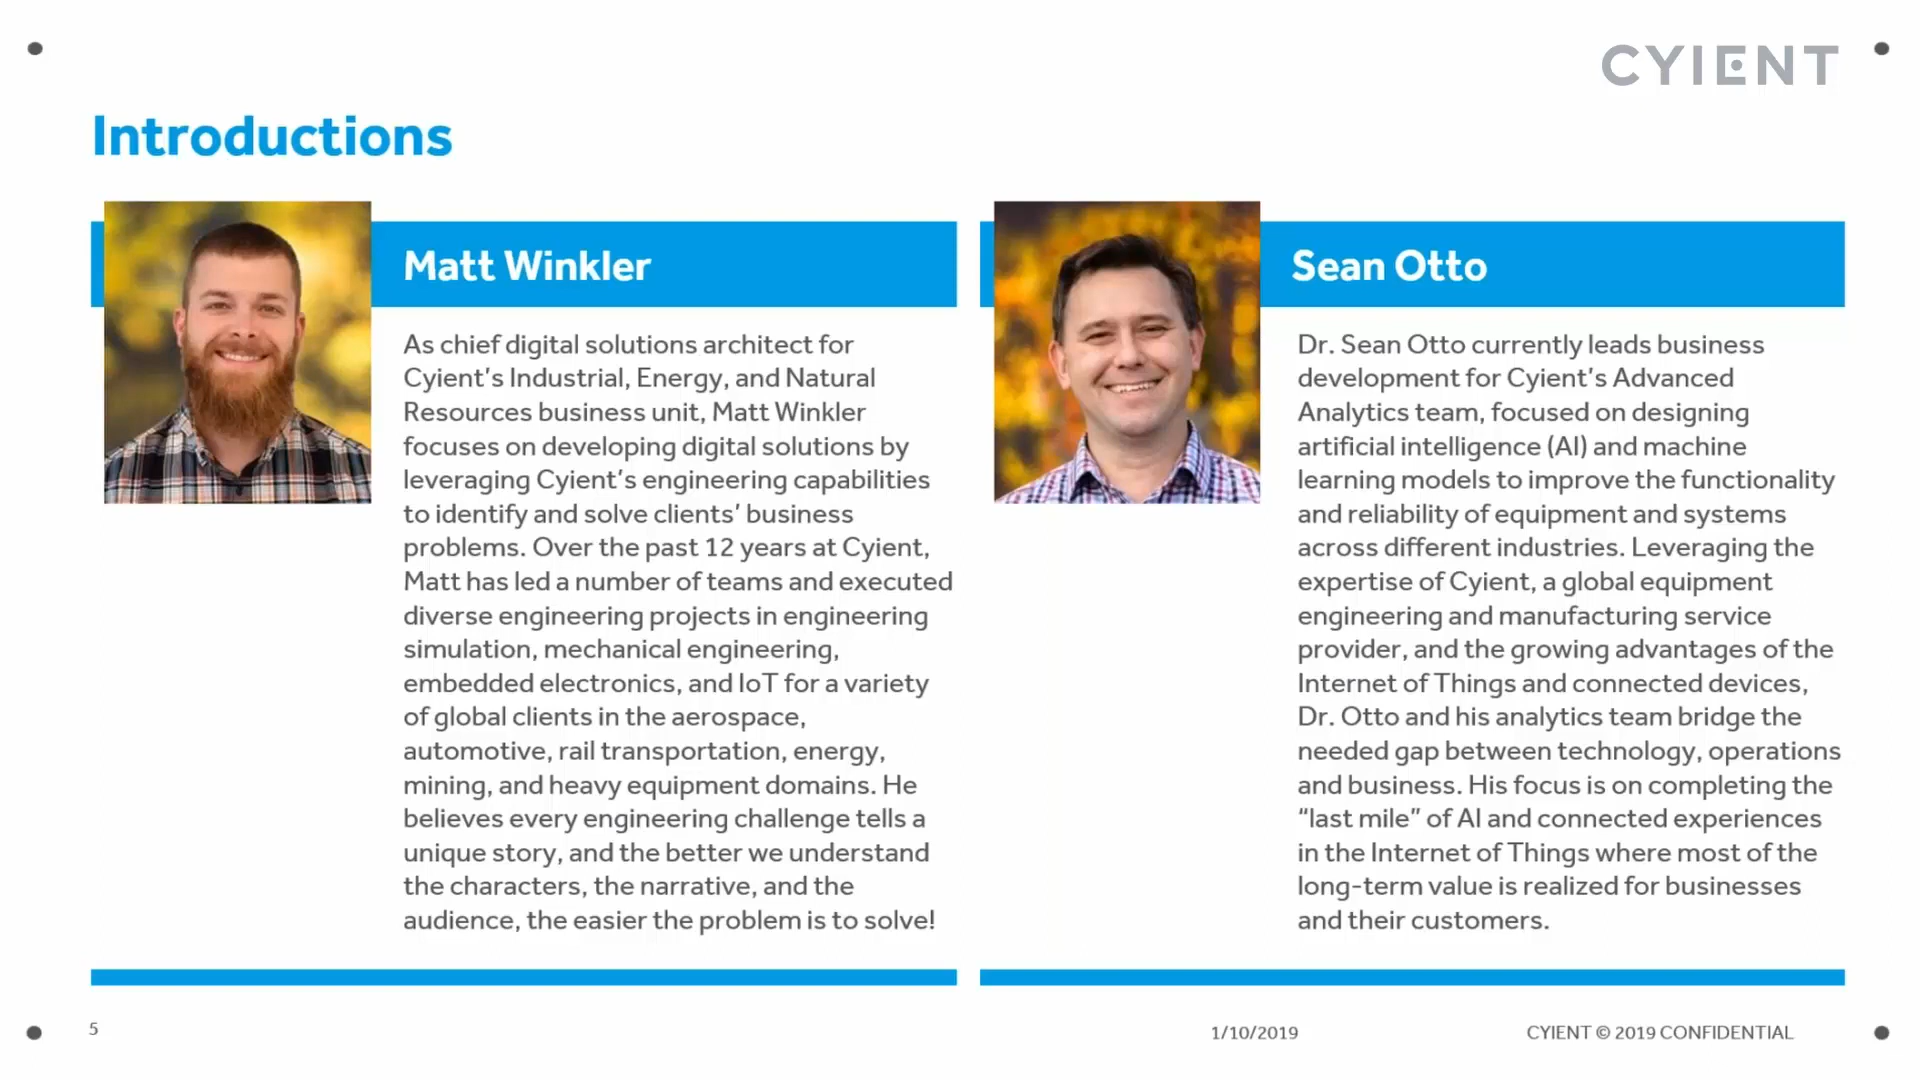 CYIENT
Introductions
Matt Winkler
As chief digital solutions architect for
Cyient's Industrial, Energy, and Natural
Resources business unit, Matt Winkler
focuses on developing digital solutions by
leveraging Cyient's engineering capabilities
to identify and solve clients' business
problems. Over the past 12 years at Cyient,
Matt has led a number of teams and executed
diverse engineering projects in engineering
simulation, mechanical engineering,
embedded electronics, and IoT for a variety
of global clients in the aerospace,
automotive, rail transportation, energy,
mining, and heavy equipment domains. He
believes every engineering challenge tells a
unique story, and the better we understand
the characters, the narrative, and the
audience, the easier the problem is to solve!
Sean Otto
Dr. Sean Otto currently leads business
development for Cyient's Advanced
Analytics team, focused on designing
artificial intelligence (AI) and machine
learning models to improve the functionality
and reliability of equipment and systems
across different industries. Leveraging the
expertise of Cyient, a global equipment
engineering and manufacturing service
provider, and the growing advantages of the
Internet of Things and connected devices,
Dr. Otto and his analytics team bridge the
needed gap between technology, operations
and business. His focus is on completing the
“last mile” of AI and connected experiences
in the Internet of Things where most of the
long-term value is realized for businesses
and their customers.
5
1/10/2019
CYIENT © 2019 CONFIDENTIAL